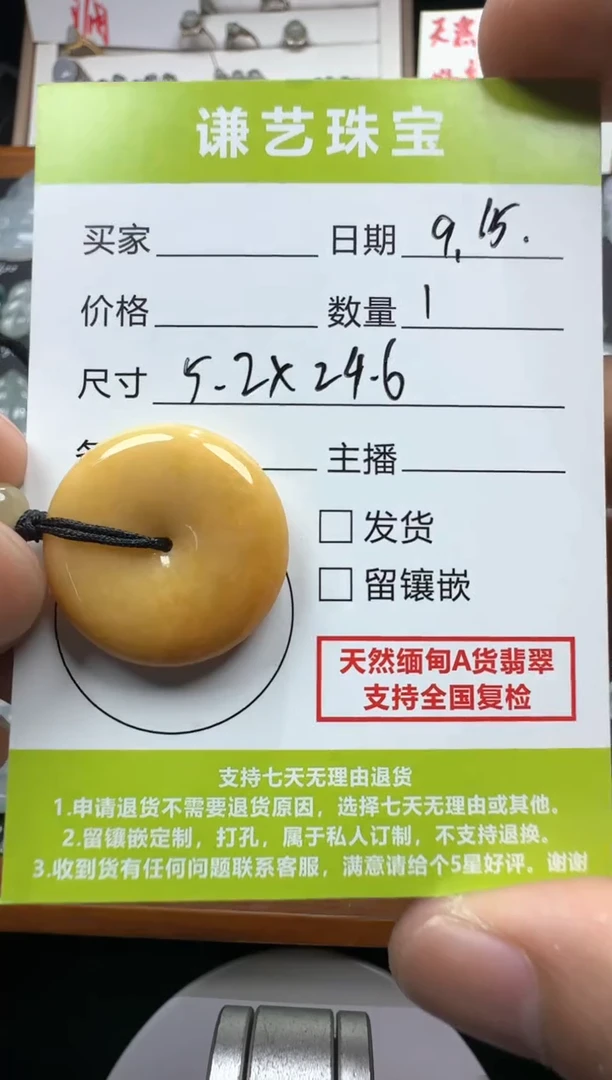 天然
谦艺珠宝
买家 日期 9.15.
价格 数量 1
尺寸 5.2X24.6
主播
发货
留镶嵌
天然缅甸A货翡翠
支持全国复检
支持七天无理由退货
1.申请退货不需要退货原因，选择七天无理由或其他。
2.留镶嵌定制，打孔，属于私人订制，不支持退换。
3.收到货有任何问题联系客服，满意请给个5星好评。谢谢